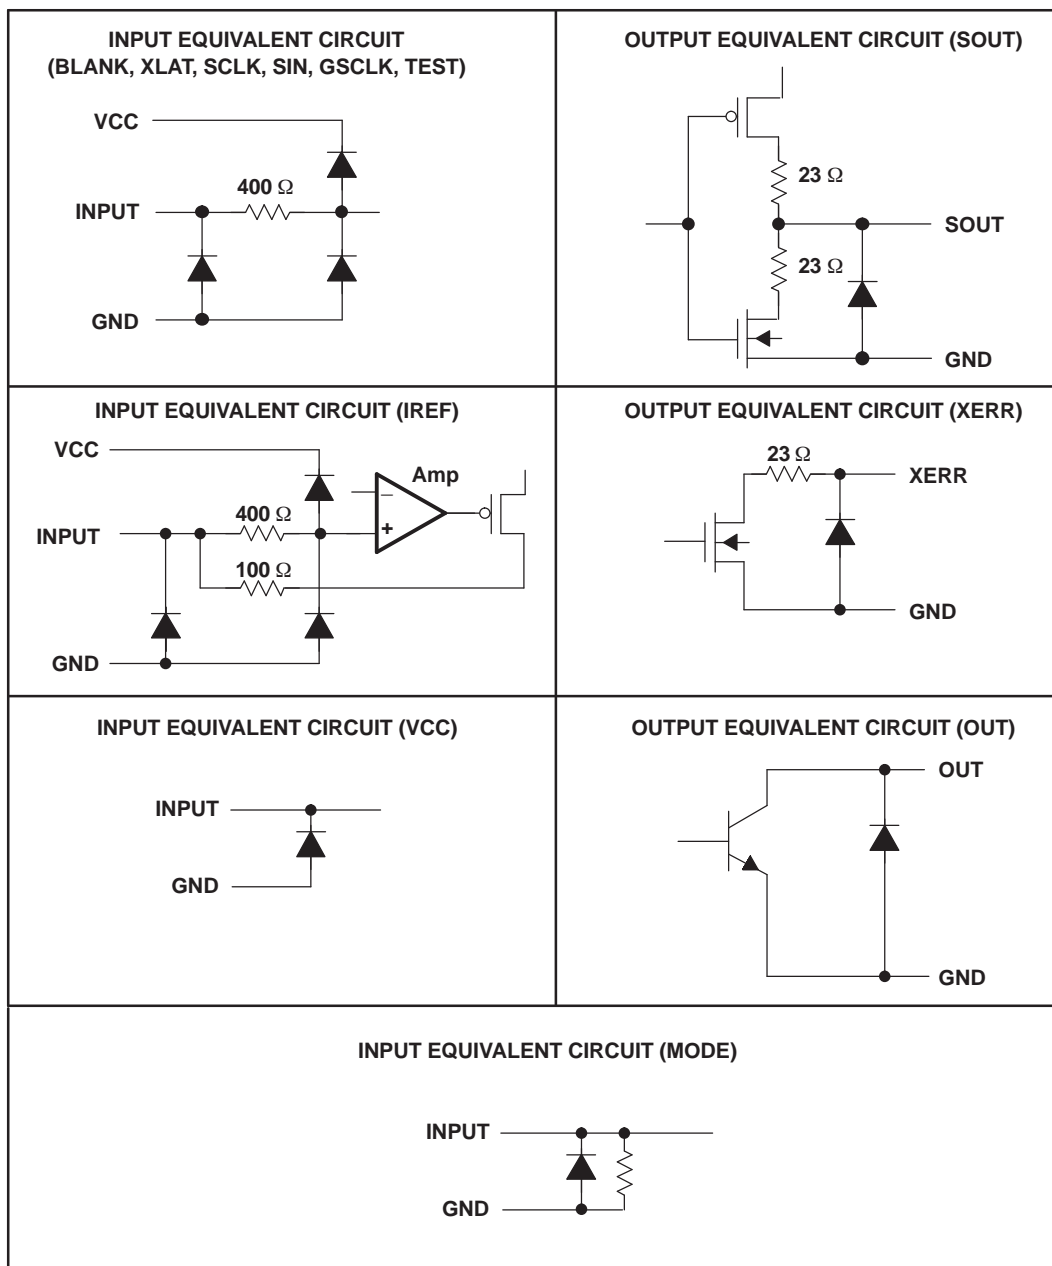 INPUT EQUIVALENT CIRCUIT
(BLANK, XLAT, SCLK, SIN, GSCLK, TEST)
VCC
400 Ω
INPUT
GND
OUTPUT EQUIVALENT CIRCUIT (SOUT)
23 Ω
SOUT
23 Ω
GND
INPUT EQUIVALENT CIRCUIT (IREF)
VCC
Amp
−
400 Ω
+
INPUT
100 Ω
GND
OUTPUT EQUIVALENT CIRCUIT (XERR)
23 Ω
XERR
GND
INPUT EQUIVALENT CIRCUIT (VCC)
INPUT
GND
OUTPUT EQUIVALENT CIRCUIT (OUT)
OUT
GND
INPUT EQUIVALENT CIRCUIT (MODE)
INPUT
GND